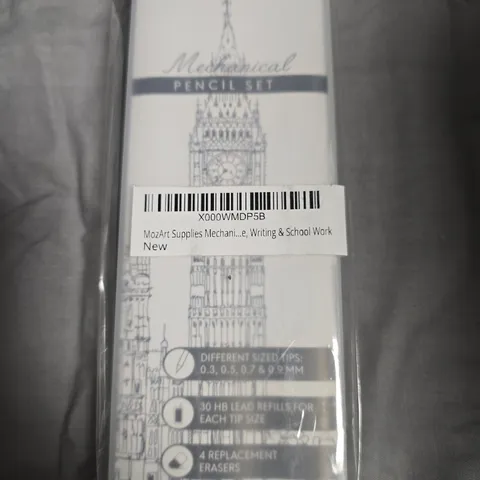 Mechanical
PENCIL SET
X000WMDP5B
MozArt Supplies Mechani...e, Writing & School Work
New
DIFFERENT SIZED TIPS:
0.3, 0.5, 0.7 & 0.9 MM
30 HB LEAD REFILLS FOR
EACH TIP SIZE
4 REPLACEMENT
ERASERS